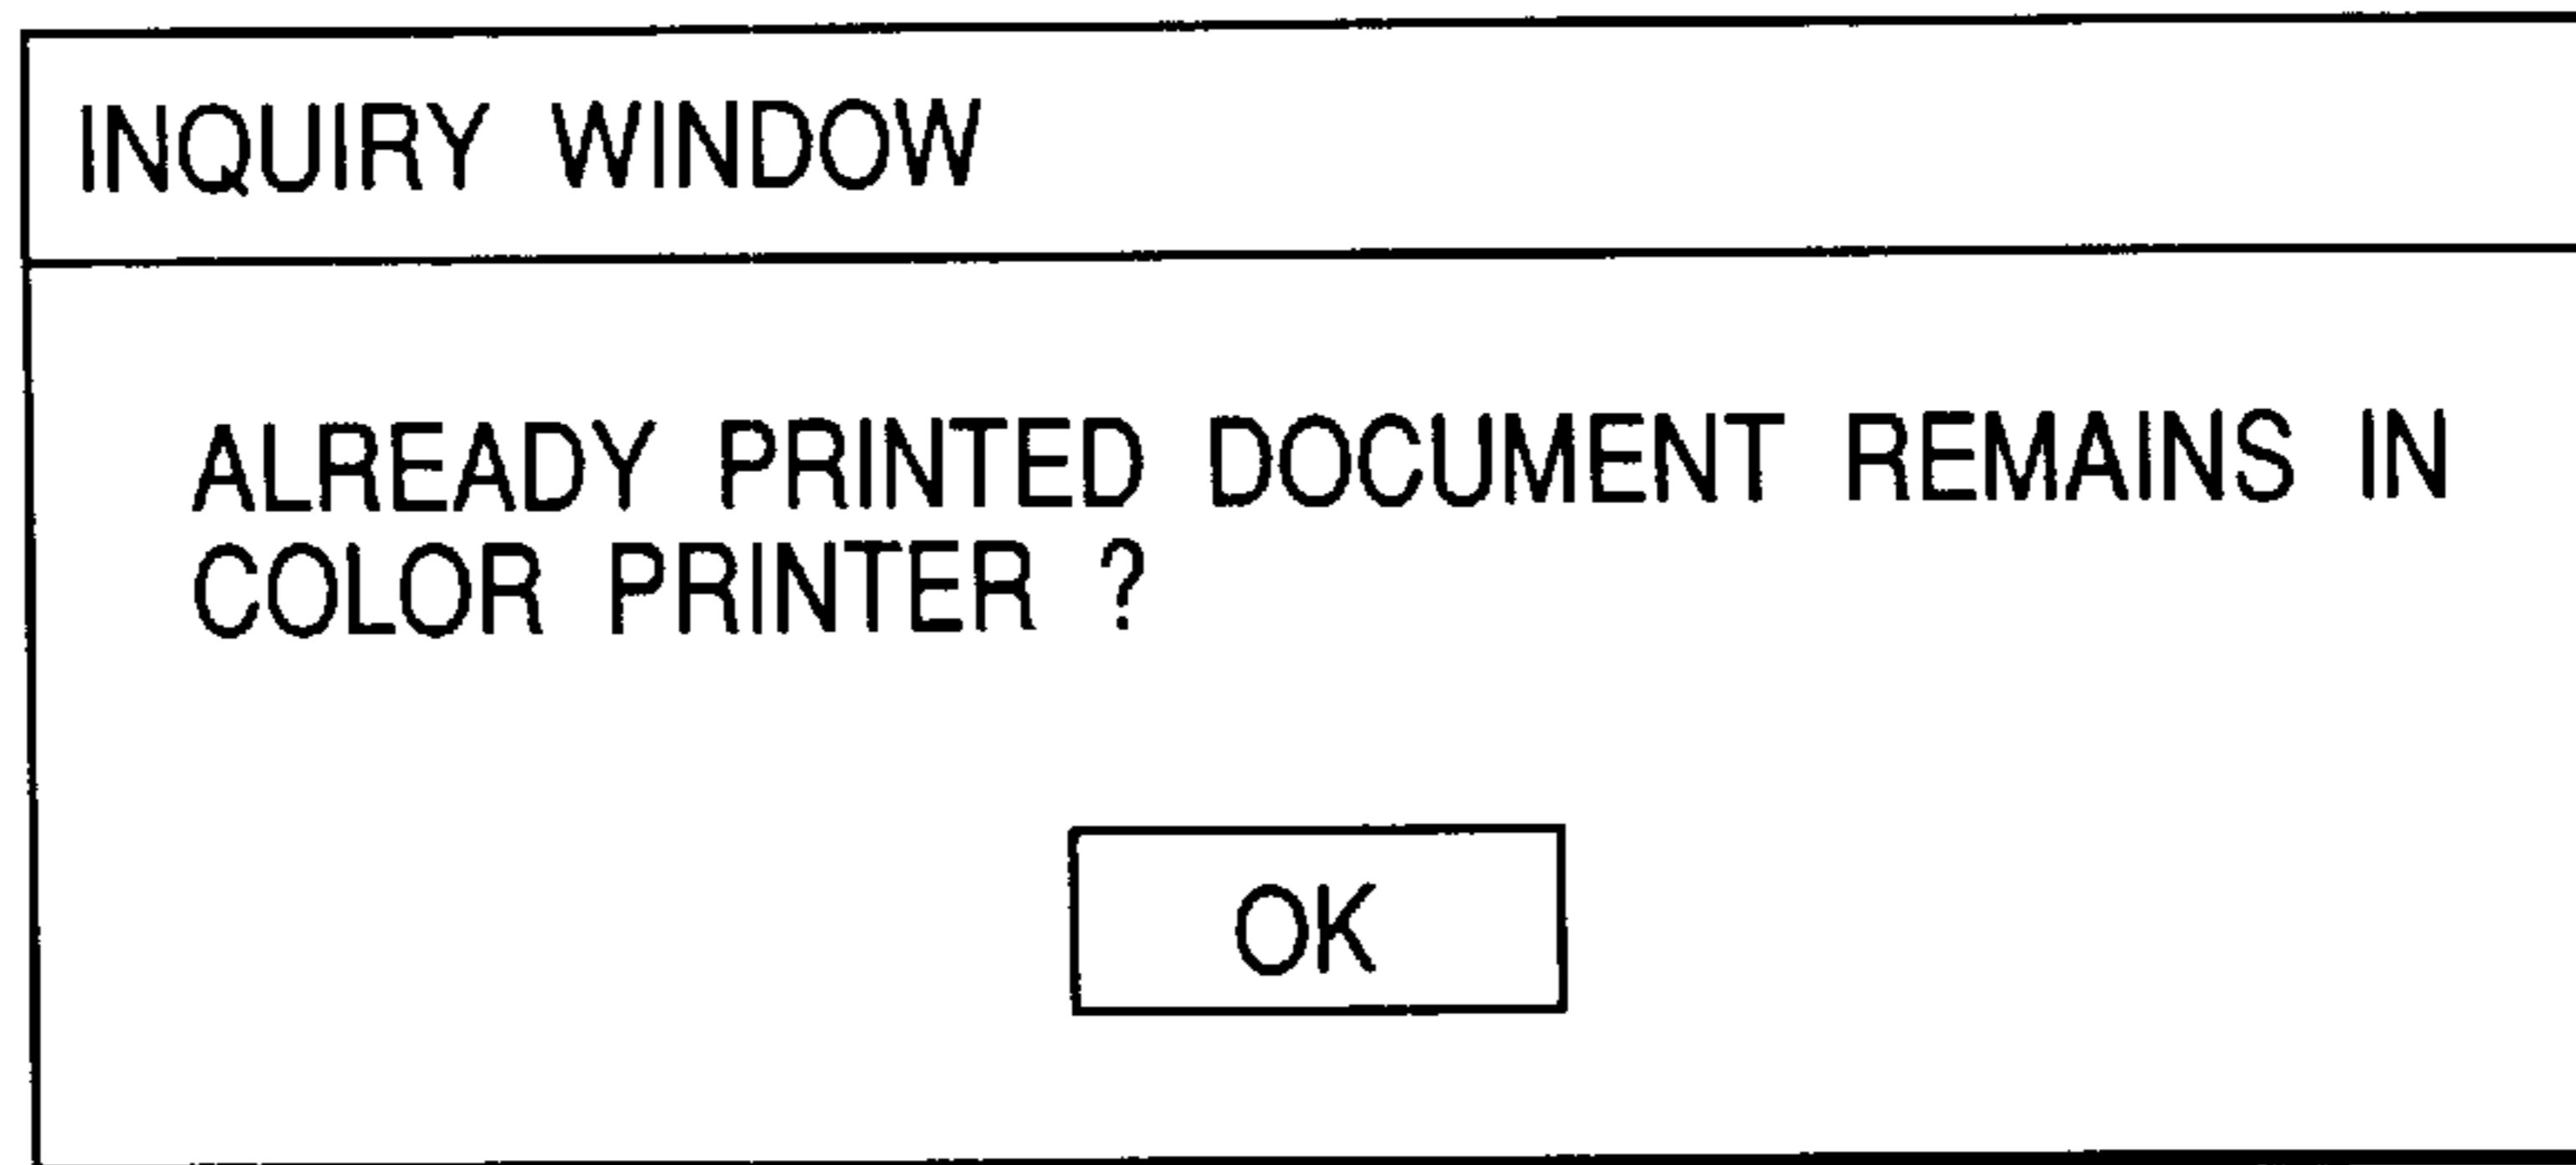 INQUIRY WINDOW
ALREADY PRINTED DOCUMENT REMAINS IN
COLOR PRINTER ?
OK